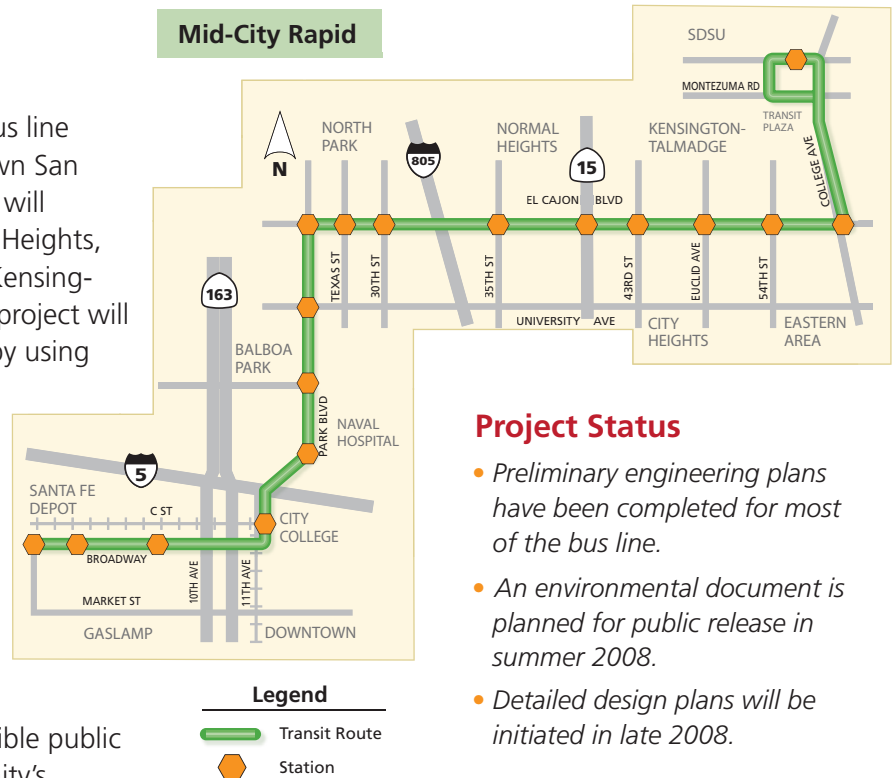 Mid-City Rapid
us line
wn San
will
Heights,
Kensing-
project will
by using
SDSU
MONTEZUMA RD
TRANSIT
PLAZA
COLLEGE AVE
N
NORTH
PARK
805
NORMAL
HEIGHTS
15
KENSINGTON-
TALMADGE
EL CAJON BLVD
TEXAS ST
30TH ST
35TH ST
43RD ST
EUCLID AVE
54TH ST
UNIVERSITY AVE
CITY
HEIGHTS
EASTERN
AREA
163
BALBOA
PARK
PARK BLVD
NAVAL
HOSPITAL
5
SANTA FE
DEPOT
C ST
CITY
COLLEGE
BROADWAY
10TH AVE
11TH AVE
MARKET ST
GASLAMP
DOWNTOWN
Legend
Transit Route
Station
ible public
ity's
Project Status
• Preliminary engineering plans
have been completed for most
of the bus line.
• An environmental document is
planned for public release in
summer 2008.
• Detailed design plans will be
initiated in late 2008.